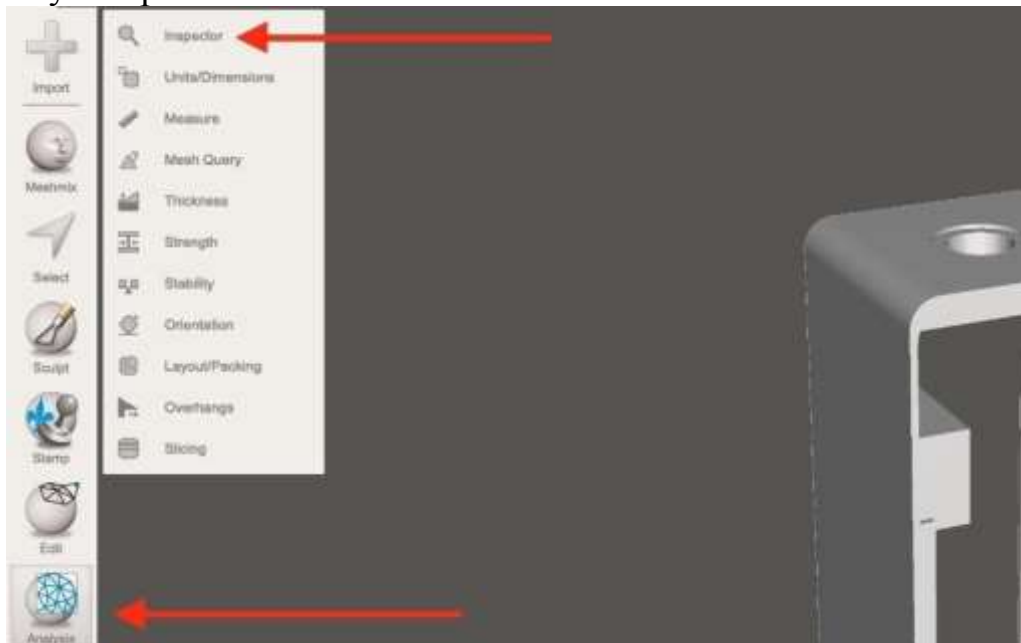 Import
Meshmix
Select
Sculpt
Stamp
Edit
Analysis
Inspector
Units/Dimensions
Measure
Mesh Query
Thickness
Strength
Stability
Orientation
Layout/Packing
Overhangs
Slicing